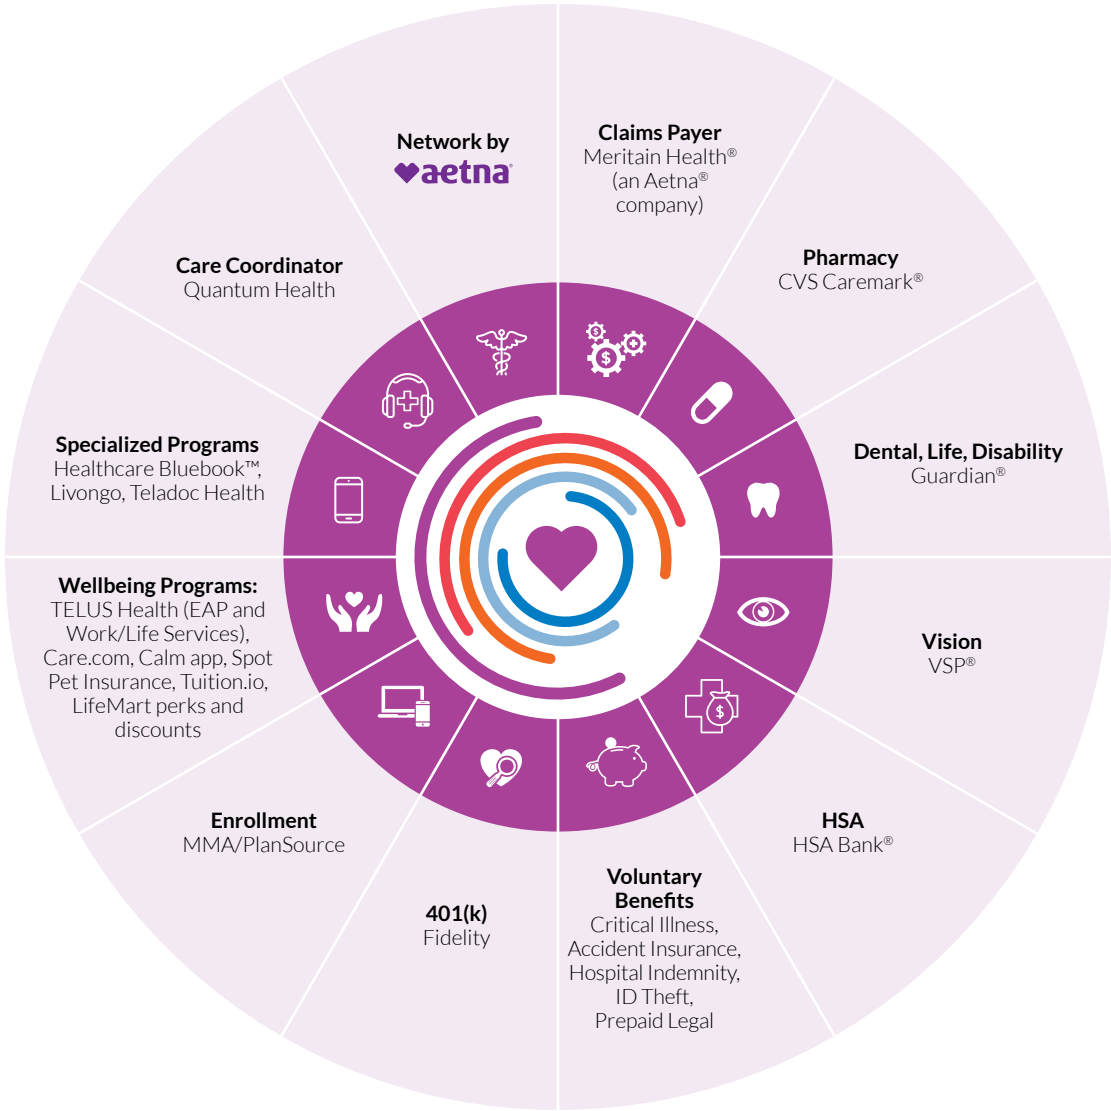 Network by
aetna®
Claims Payer
Meritain Health®
(an Aetna®
company)
Pharmacy
CVS Caremark®
Dental, Life, Disability
Guardian®
Vision
VSP®
HSA
HSA Bank®
Voluntary
Benefits
Critical Illness,
Accident Insurance,
Hospital Indemnity,
ID Theft,
Prepaid Legal
401(k)
Fidelity
Enrollment
MMA/PlanSource
Wellbeing Programs:
TELUS Health (EAP and
Work/Life Services),
Care.com, Calm app, Spot
Pet Insurance, Tuition.io,
LifeMart perks and
discounts
Specialized Programs
Healthcare Bluebook™,
Livongo, Teladoc Health
Care Coordinator
Quantum Health
$
$
$